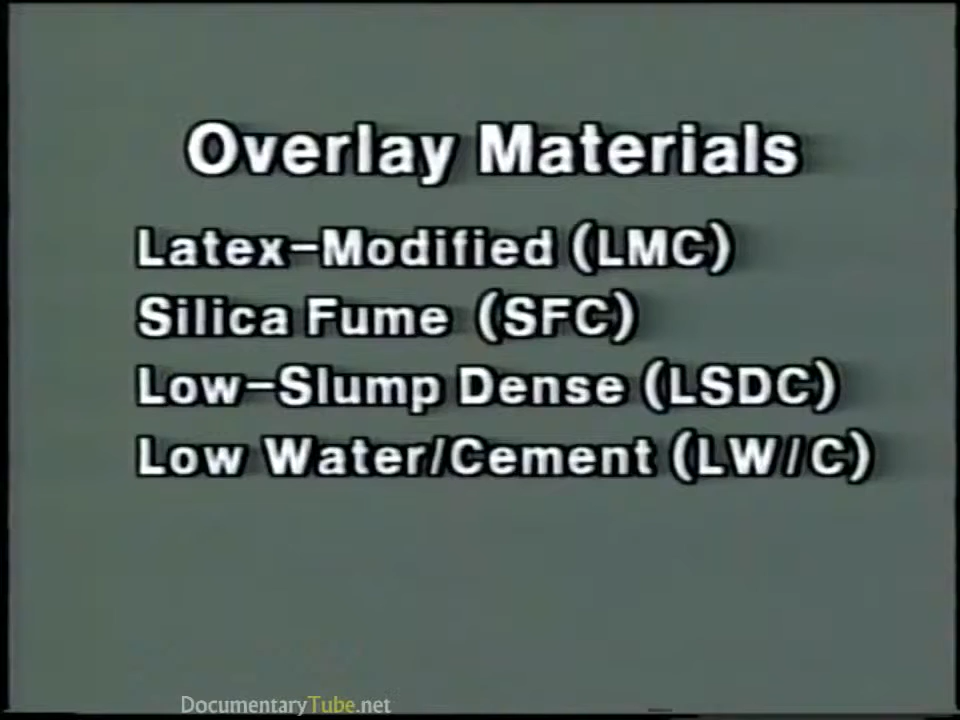 Overlay Materials
Latex-Modified (LMC)
Silica Fume (SFC)
Low-Slump Dense (LSDC)
Low Water/Cement (LW/C)
DocumentaryTube.net